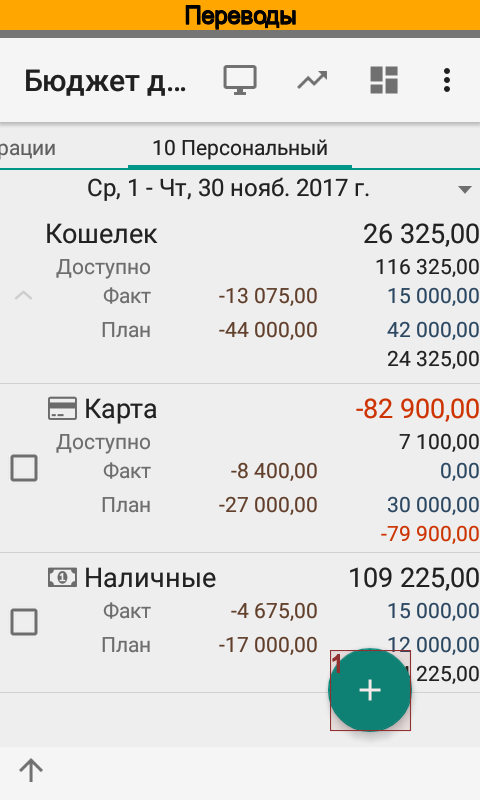 Переводы
Бюджет д...
рации
10 Персональный
Ср, 1 - Чт, 30 нояб. 2017 г.
Кошелек 26 325,00
Доступно 116 325,00
Факт -13 075,00 15 000,00
План -44 000,00 42 000,00
24 325,00
Карта -82 900,00
Доступно 7 100,00
Факт -8 400,00 0,00
План -27 000,00 30 000,00
-79 900,00
Наличные 109 225,00
Факт -4 675,00 15 000,00
План -17 000,00 12 000,00
1
225,00